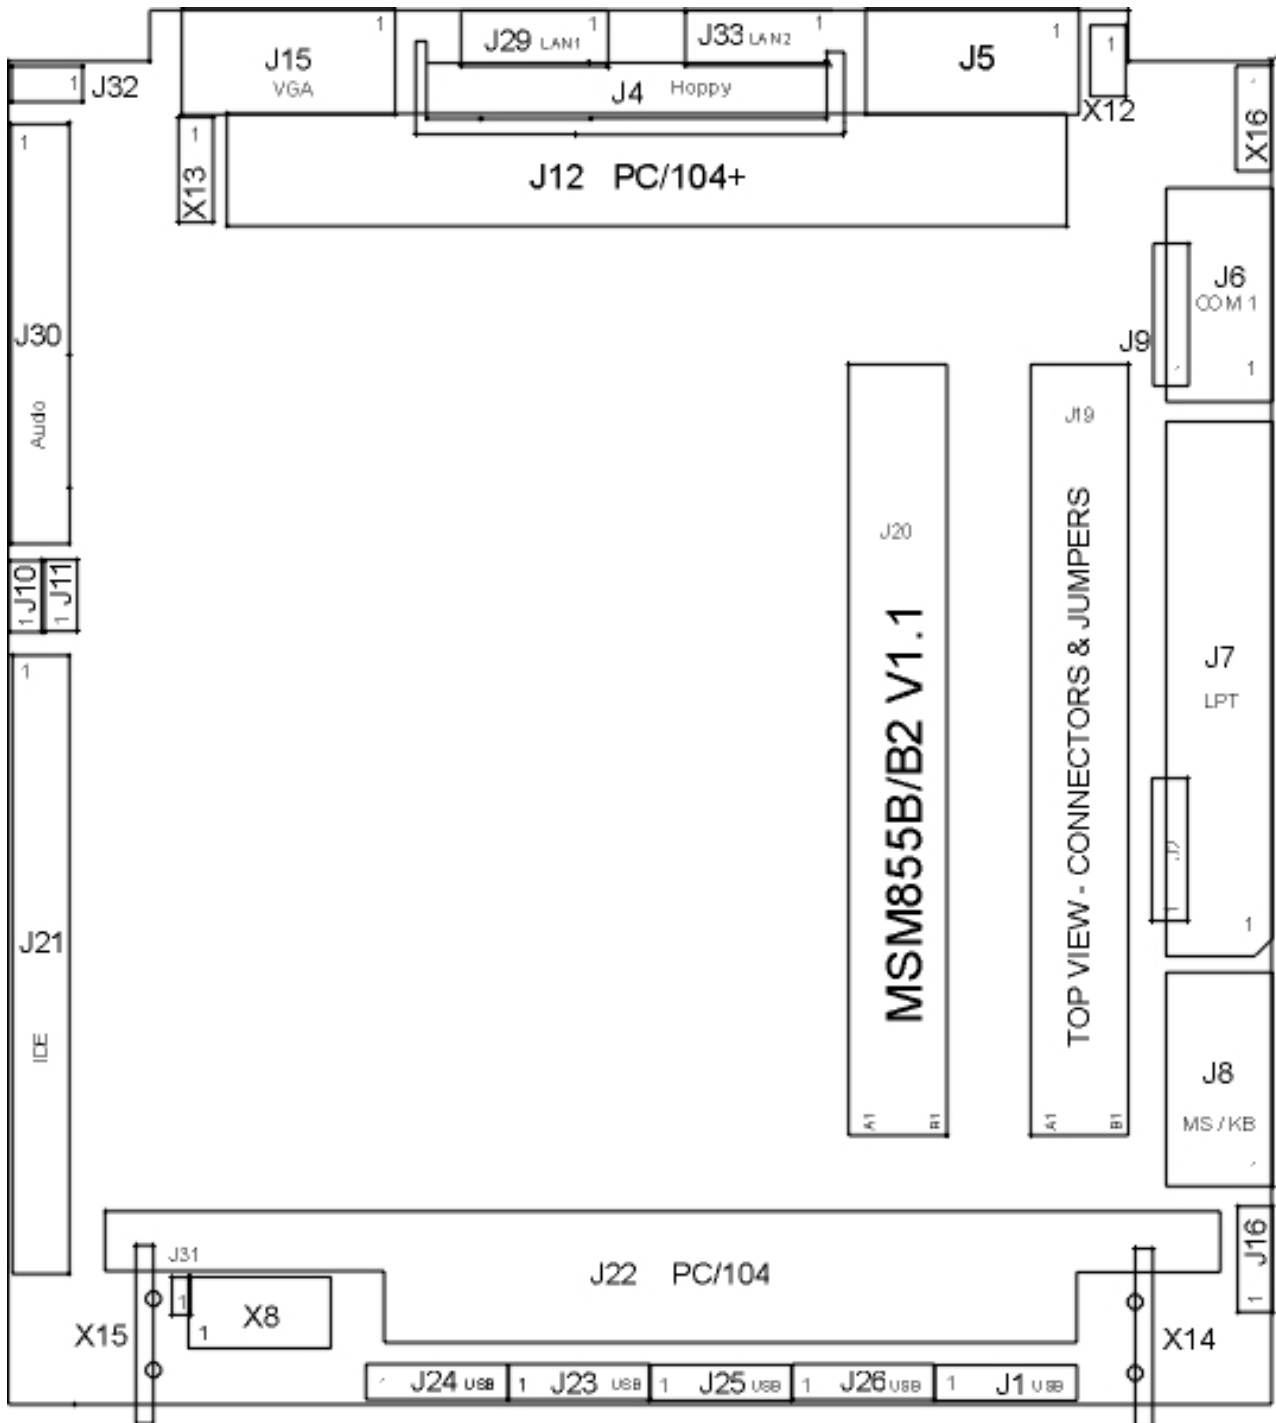 1
J15
VGA
J29 LAN1 1
J33 LAN2 1
J5 1
1
X12
J32
1
J4 Hoppy
X16
1
X13
J12 PC/104+
1
J30
Audio
J6
COM 1
1
J9
J19
J20
J10
1
J11
1
1
J21
IDE
MSM855B/B2 V1.1
TOP VIEW - CONNECTORS & JUMPERS
J7
LPT
1
J2
1
A1 B1
A1 B1
J8
MS / KB
J31
1
X8
1
X15
J22 PC/104
J16
1
X14
J24 USB
1 J23 USB
1 J25 USB
1 J26 USB
1 J1 USB